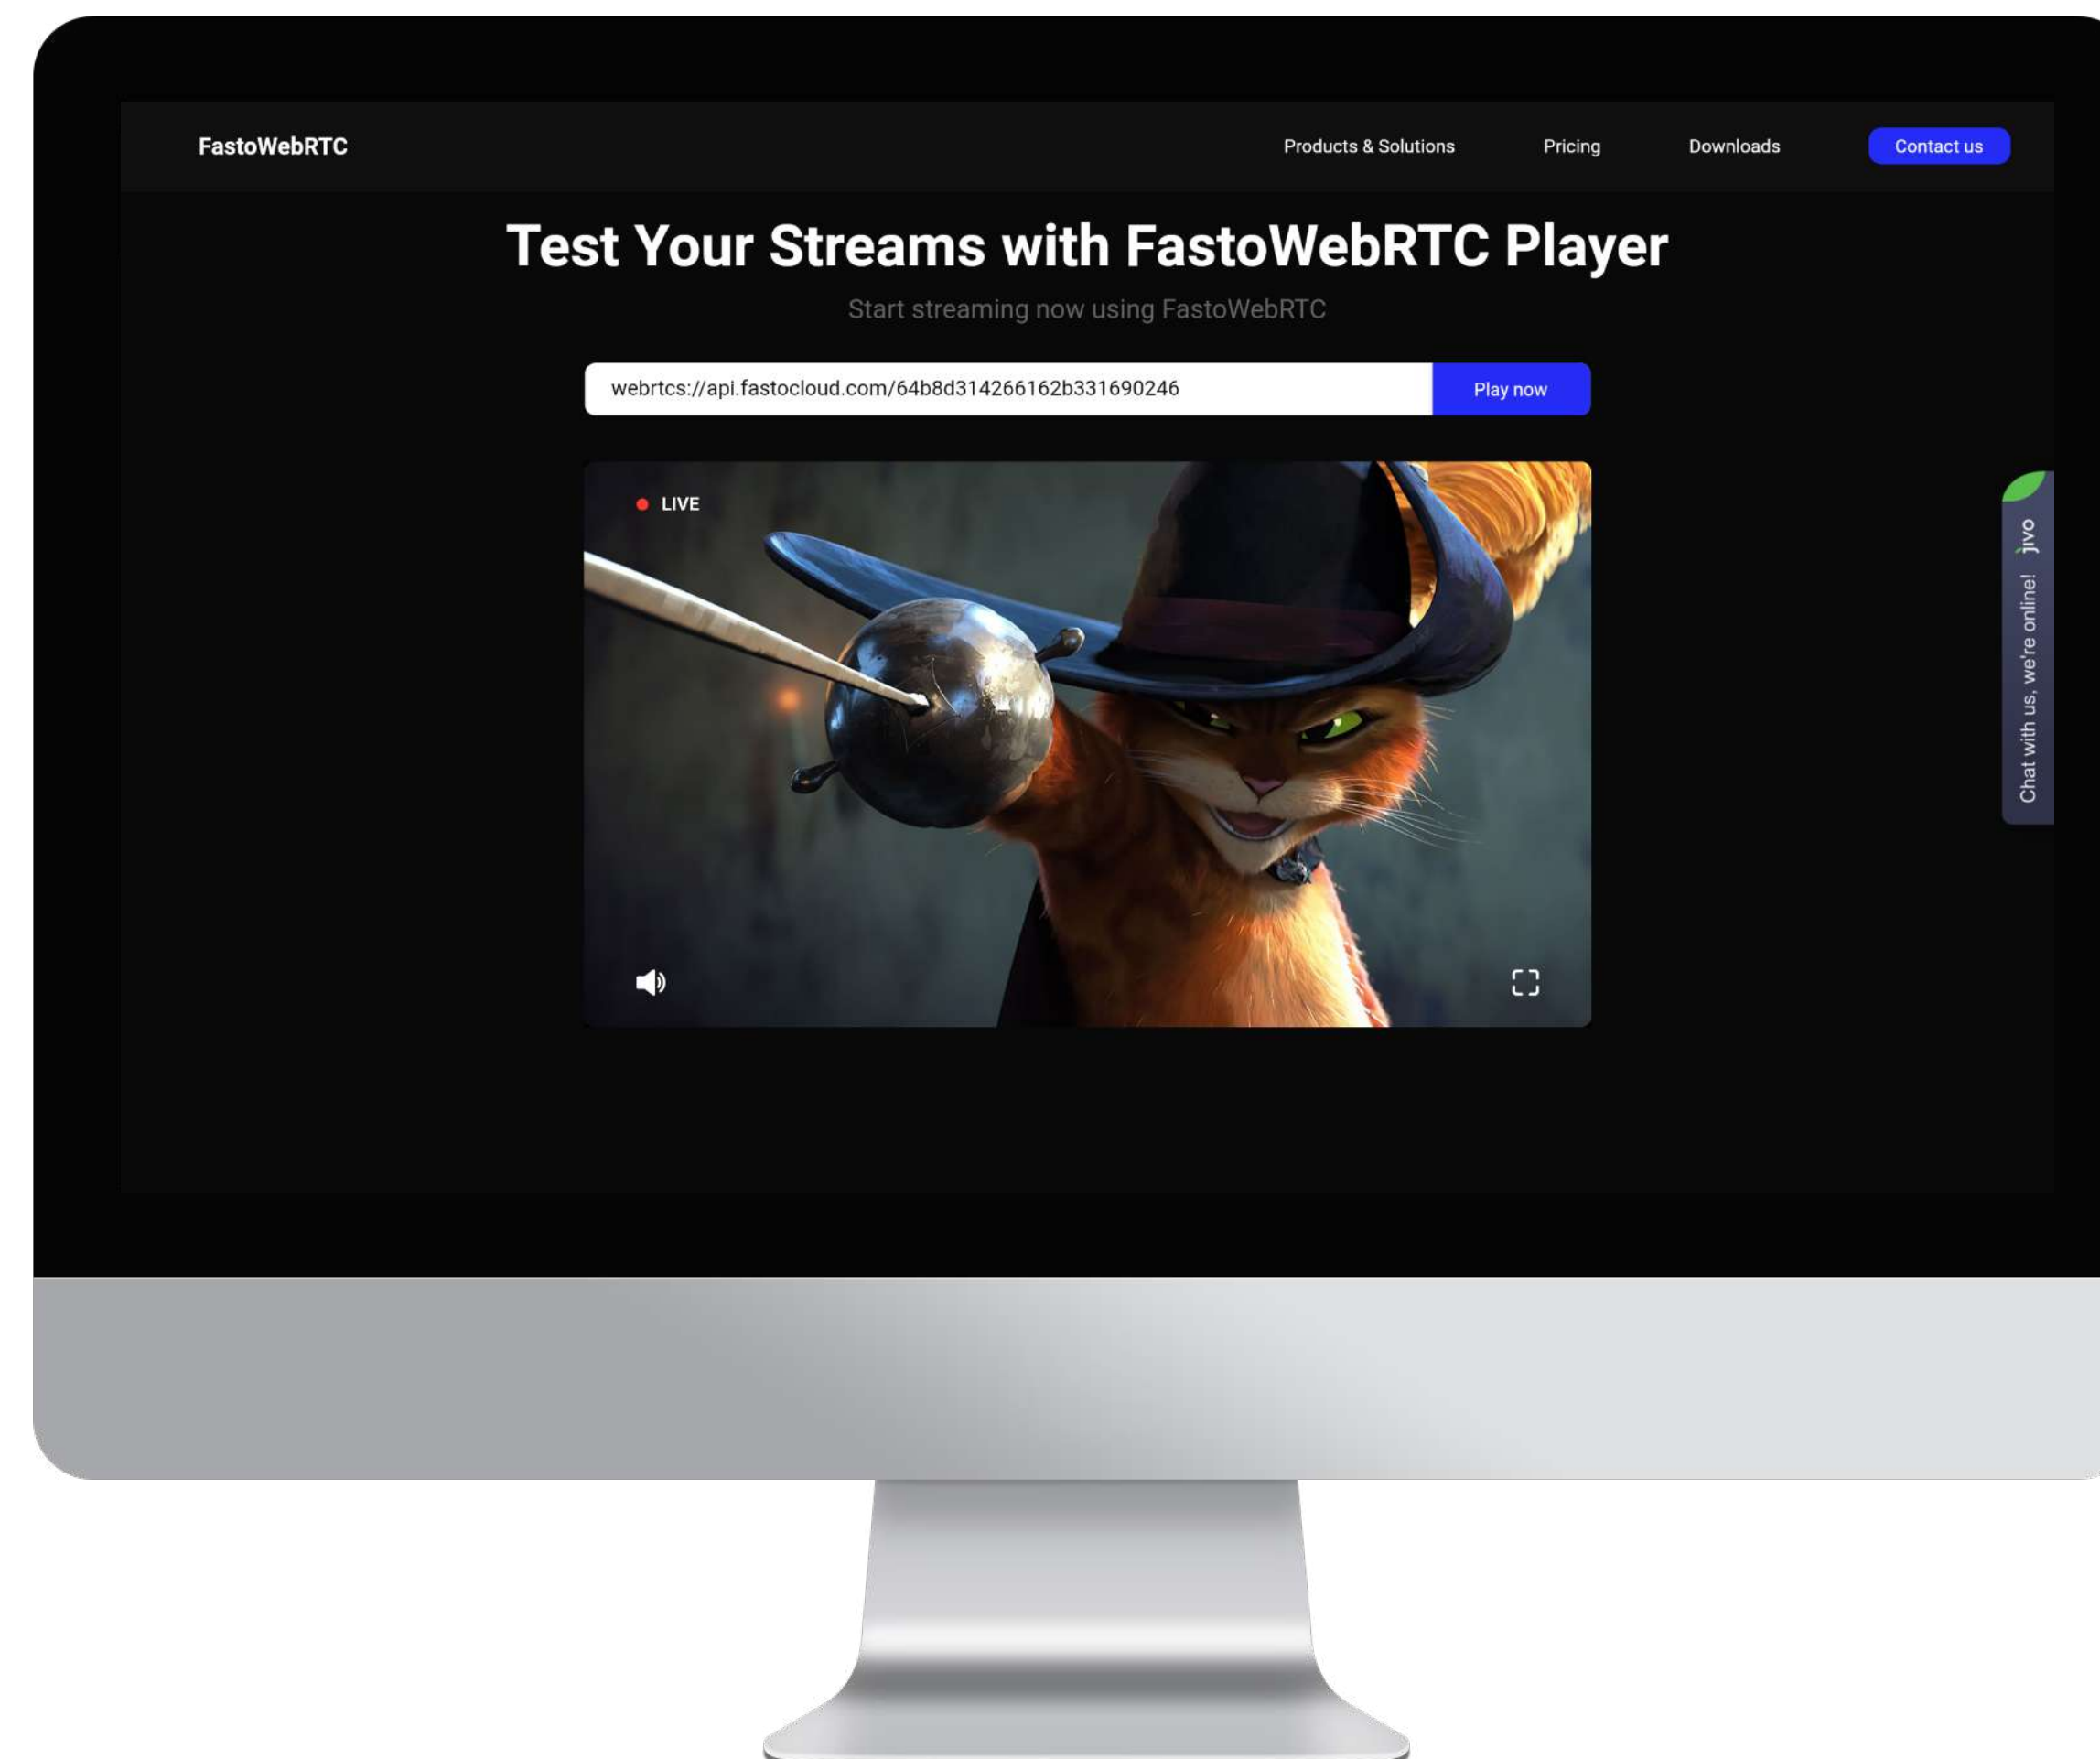 FastoWebRTC
Products & Solutions
Pricing
Downloads
Contact us
Test Your Streams with FastoWebRTC Player
Start streaming now using FastoWebRTC
webrtcs://api.fastocloud.com/64b8d314266162b331690246
Play now
LIVE
Chat with us, we're online! jivo